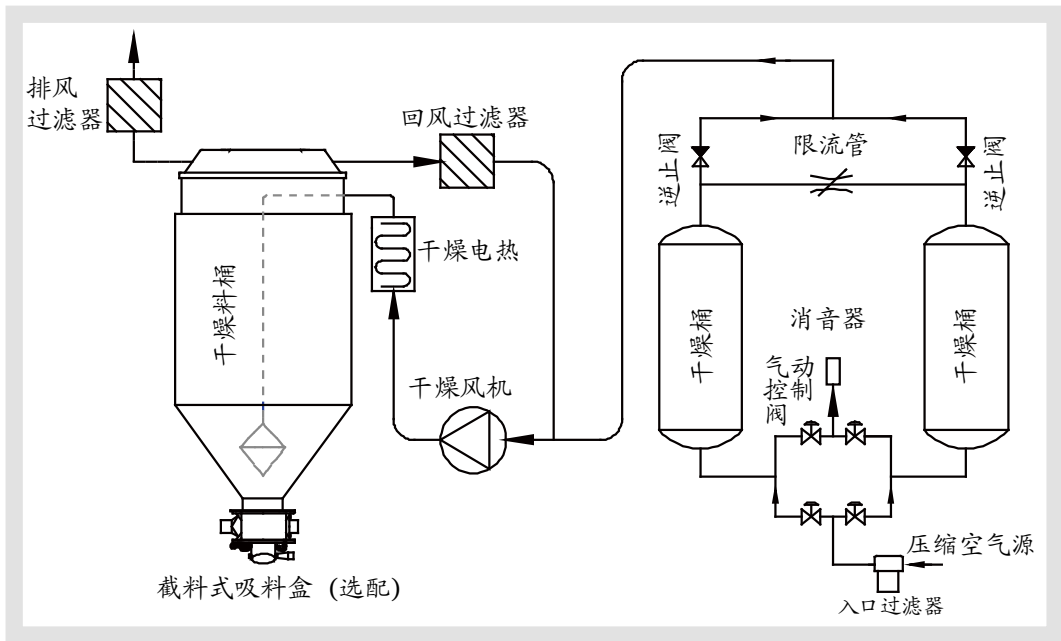 排风
过滤器
回风过滤器
限流管
逆止阀
逆止阀
干燥电热
干燥料桶
干燥桶
干燥桶
消音器
气动
控制
阀
干燥风机
压缩空气源
截料式吸料盒 (选配)
入口过滤器